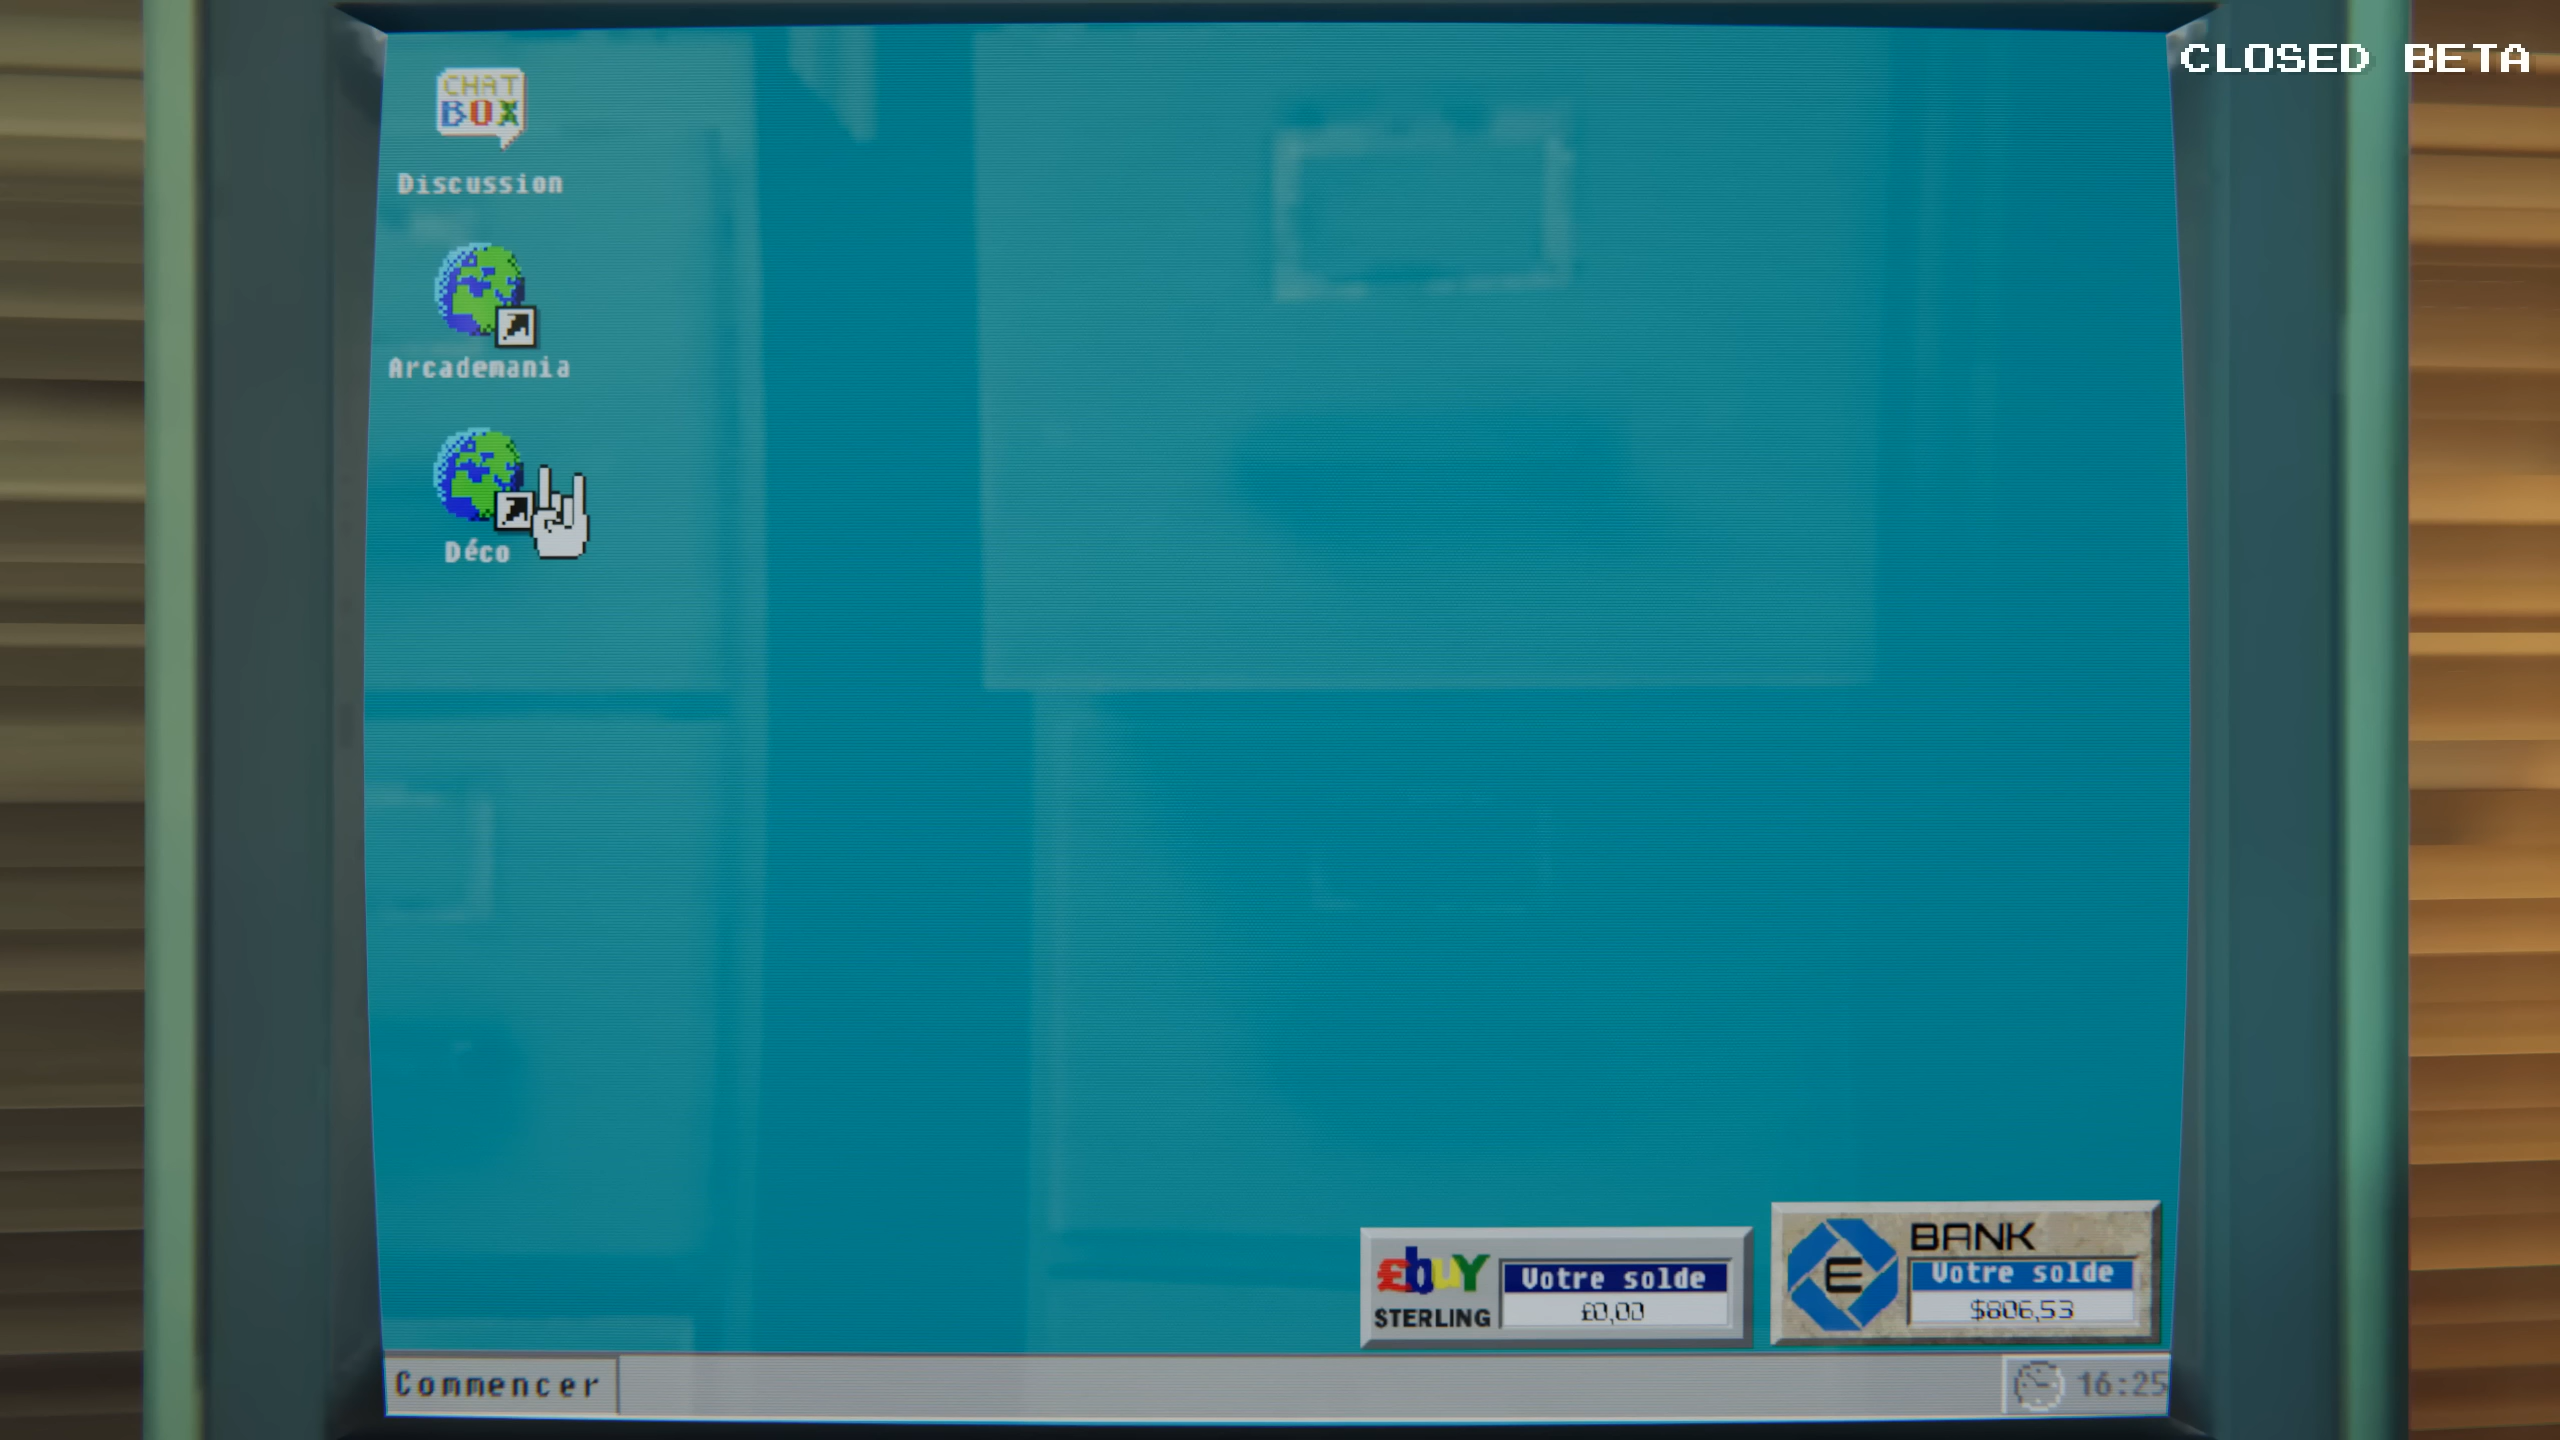 CLOSED BETA
CHAT
BOX
Discussion
Arcademania
Déco
£buY
STERLING
Votre solde
£0,00
E
BANK
Votre solde
$806,53
Commencer
16:25